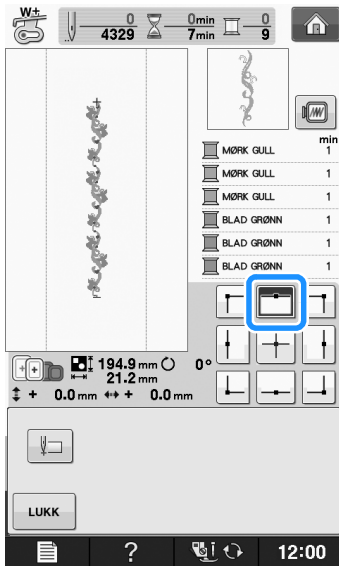 W±
0
4329
0min
7min
0
9
min
MØRK GULL 1
MØRK GULL 1
MØRK GULL 1
BLAD GRØNN 1
BLAD GRØNN 1
BLAD GRØNN 1
194.9 mm 0°
21.2 mm
+ 0.0 mm + 0.0 mm
LUKK
? 12:00